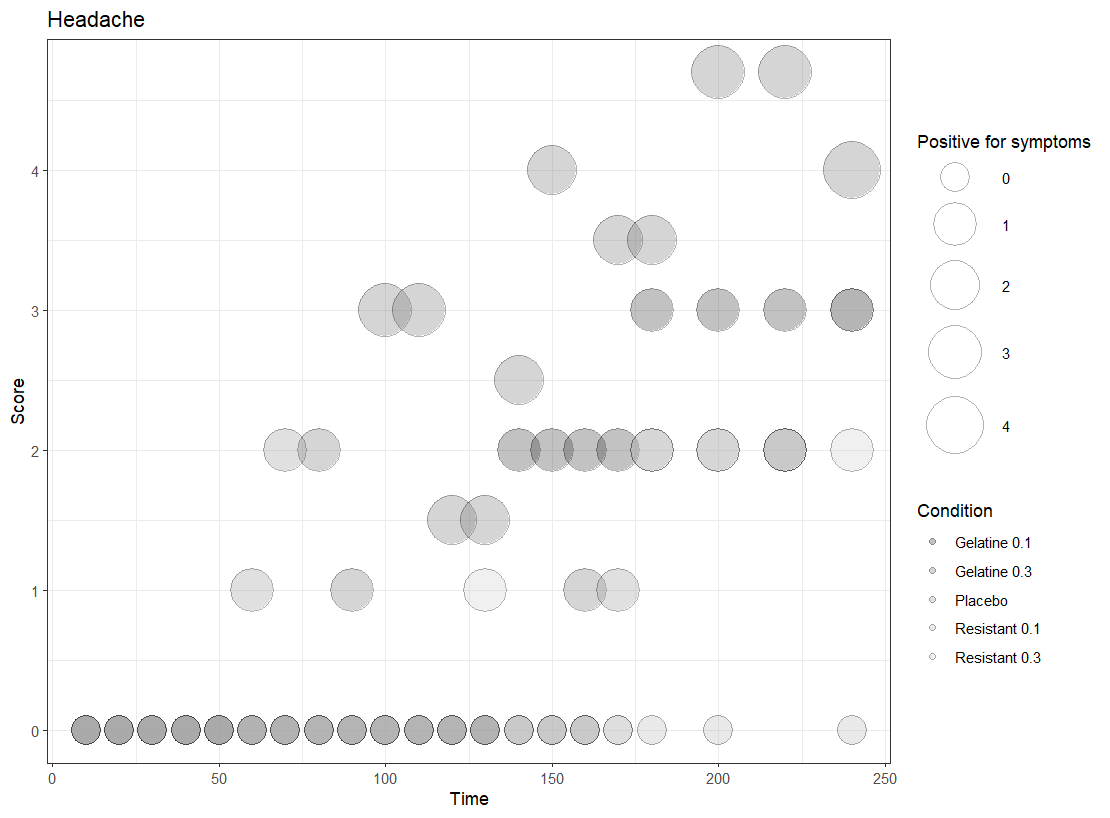 Headache
Score
4
3
2
1
0
0 50 100 150 200 250
Time
Positive for symptoms
0
1
2
3
4
Condition
Gelatine 0.1
Gelatine 0.3
Placebo
Resistant 0.1
Resistant 0.3